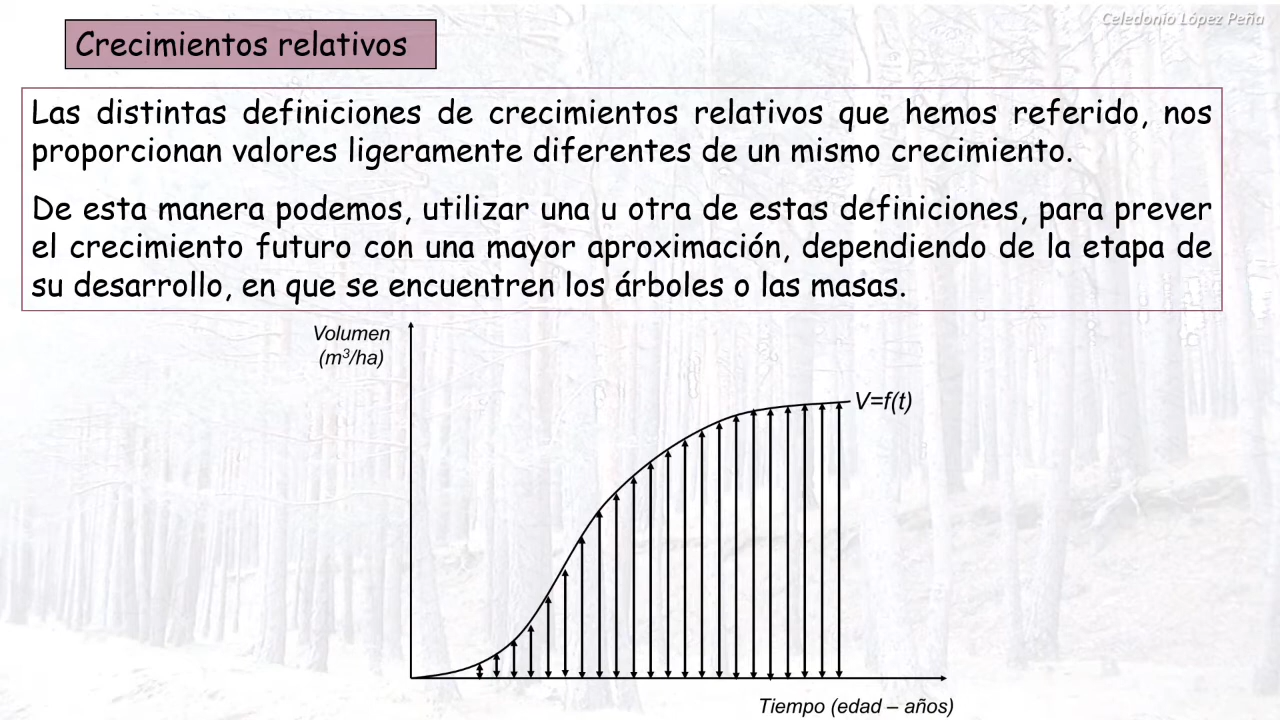 Celedonio López Peña
Crecimientos relativos
Las distintas definiciones de crecimientos relativos que hemos referido, nos
proporcionan valores ligeramente diferentes de un mismo crecimiento.
De esta manera podemos, utilizar una u otra de estas definiciones, para prever
el crecimiento futuro con una mayor aproximación, dependiendo de la etapa de
su desarrollo, en que se encuentren los árboles o las masas.
Volumen
(m³/ha)
V=f(t)
Tiempo (edad – años)